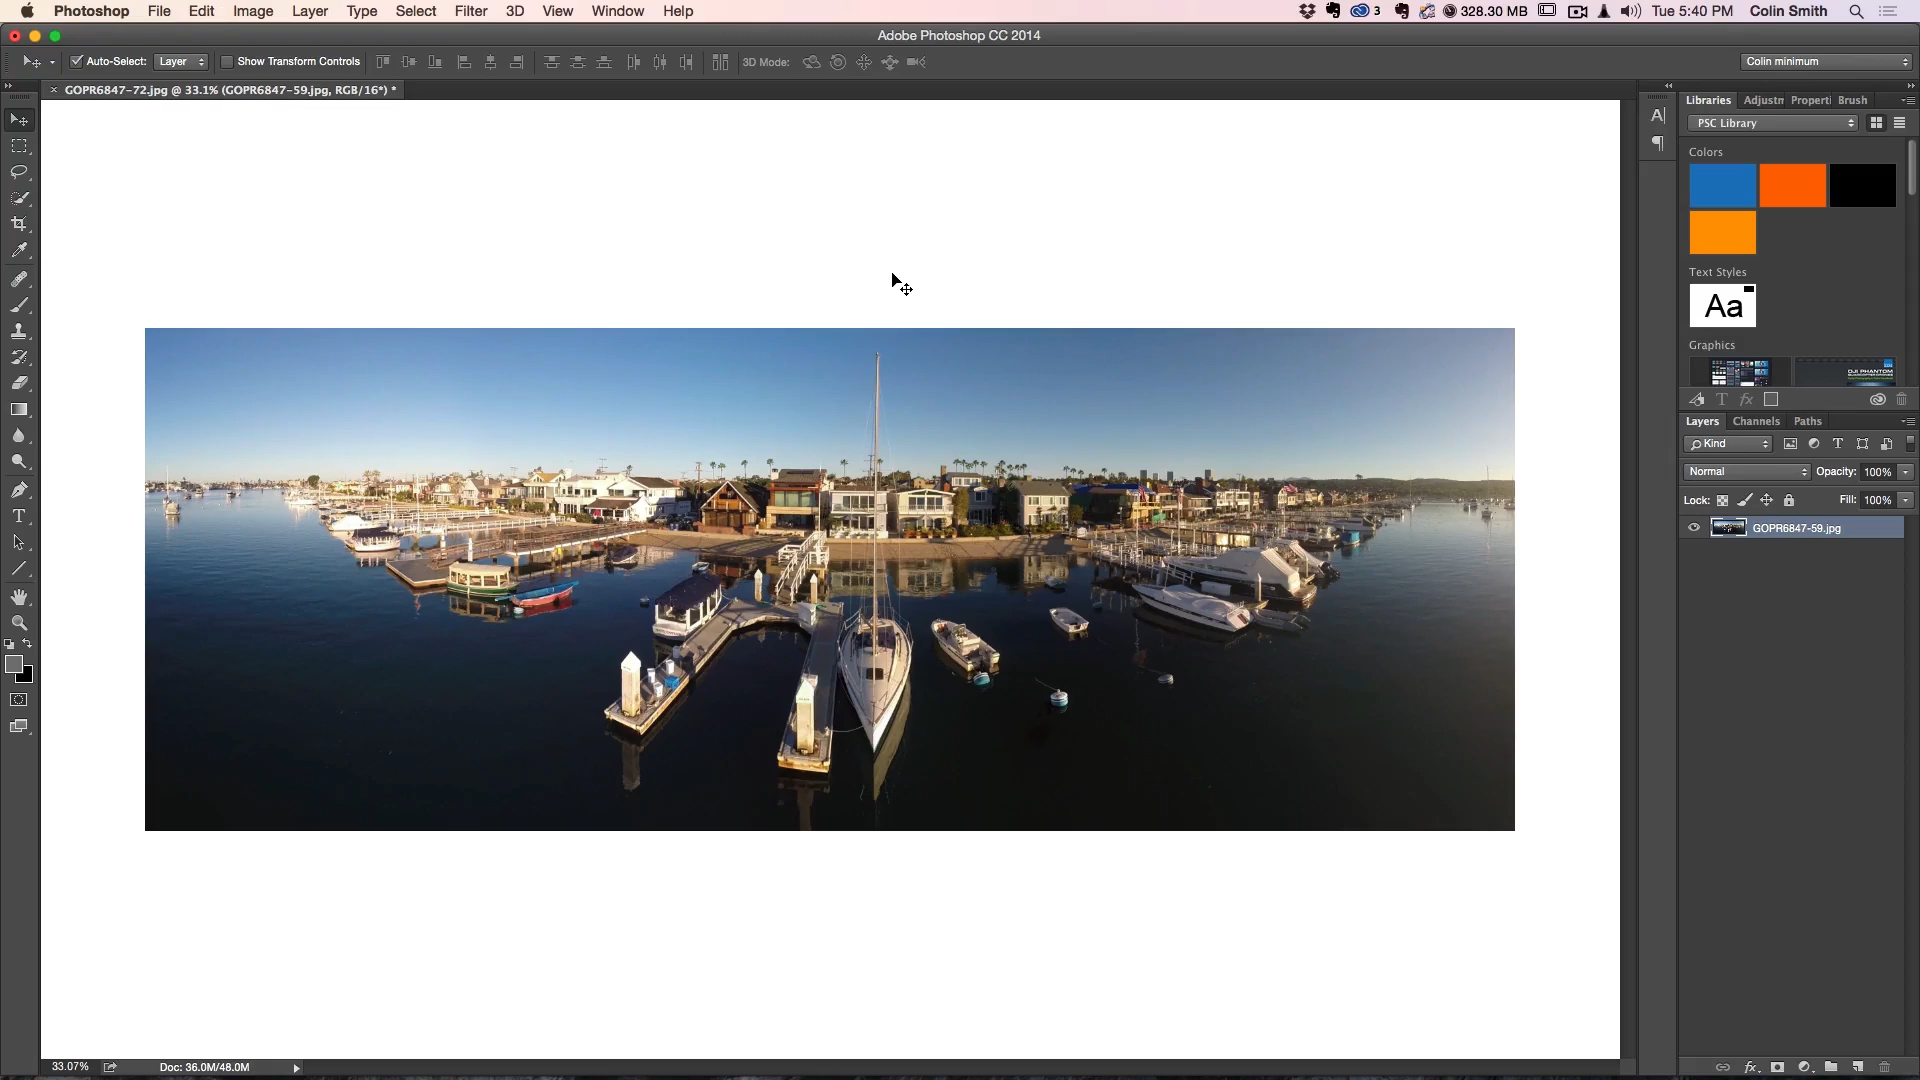 Photoshop File Edit Image Layer Type Select Filter 3D View Window Help 3 328.30 MB Tue 5:40 PM Colin Smith
Adobe Photoshop CC 2014
Auto-Select: Layer Show Transform Controls 3D Mode: Colin minimum
× GOPR6847-72.jpg @ 33.1% (GOPR6847-59.jpg, RGB/16*) *
Libraries Adjustm Properti Brush
PSC Library
Colors
Text Styles
Aa
Graphics
DJI PHANTOM
Layers Channels Paths
Kind
Normal Opacity: 100%
Lock: Fill: 100%
GOPR6847-59.jpg
33.07% Doc: 36.0M/48.0M